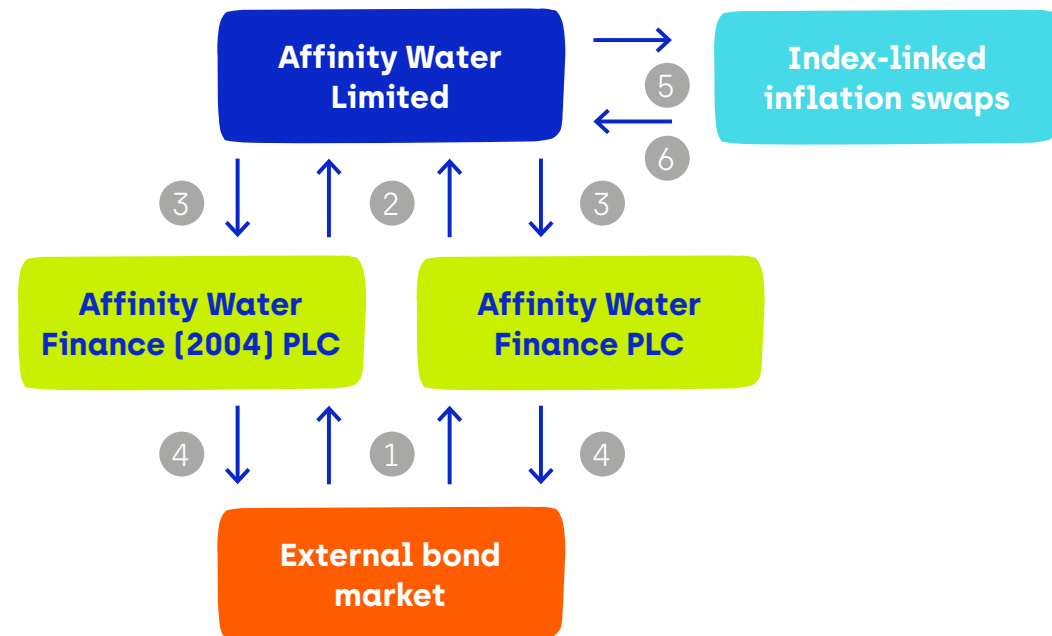 Affinity Water
Limited
Index-linked
inflation swaps
5
6
3
2
3
Affinity Water
Finance (2004) PLC
Affinity Water
Finance PLC
4
1
4
External bond
market